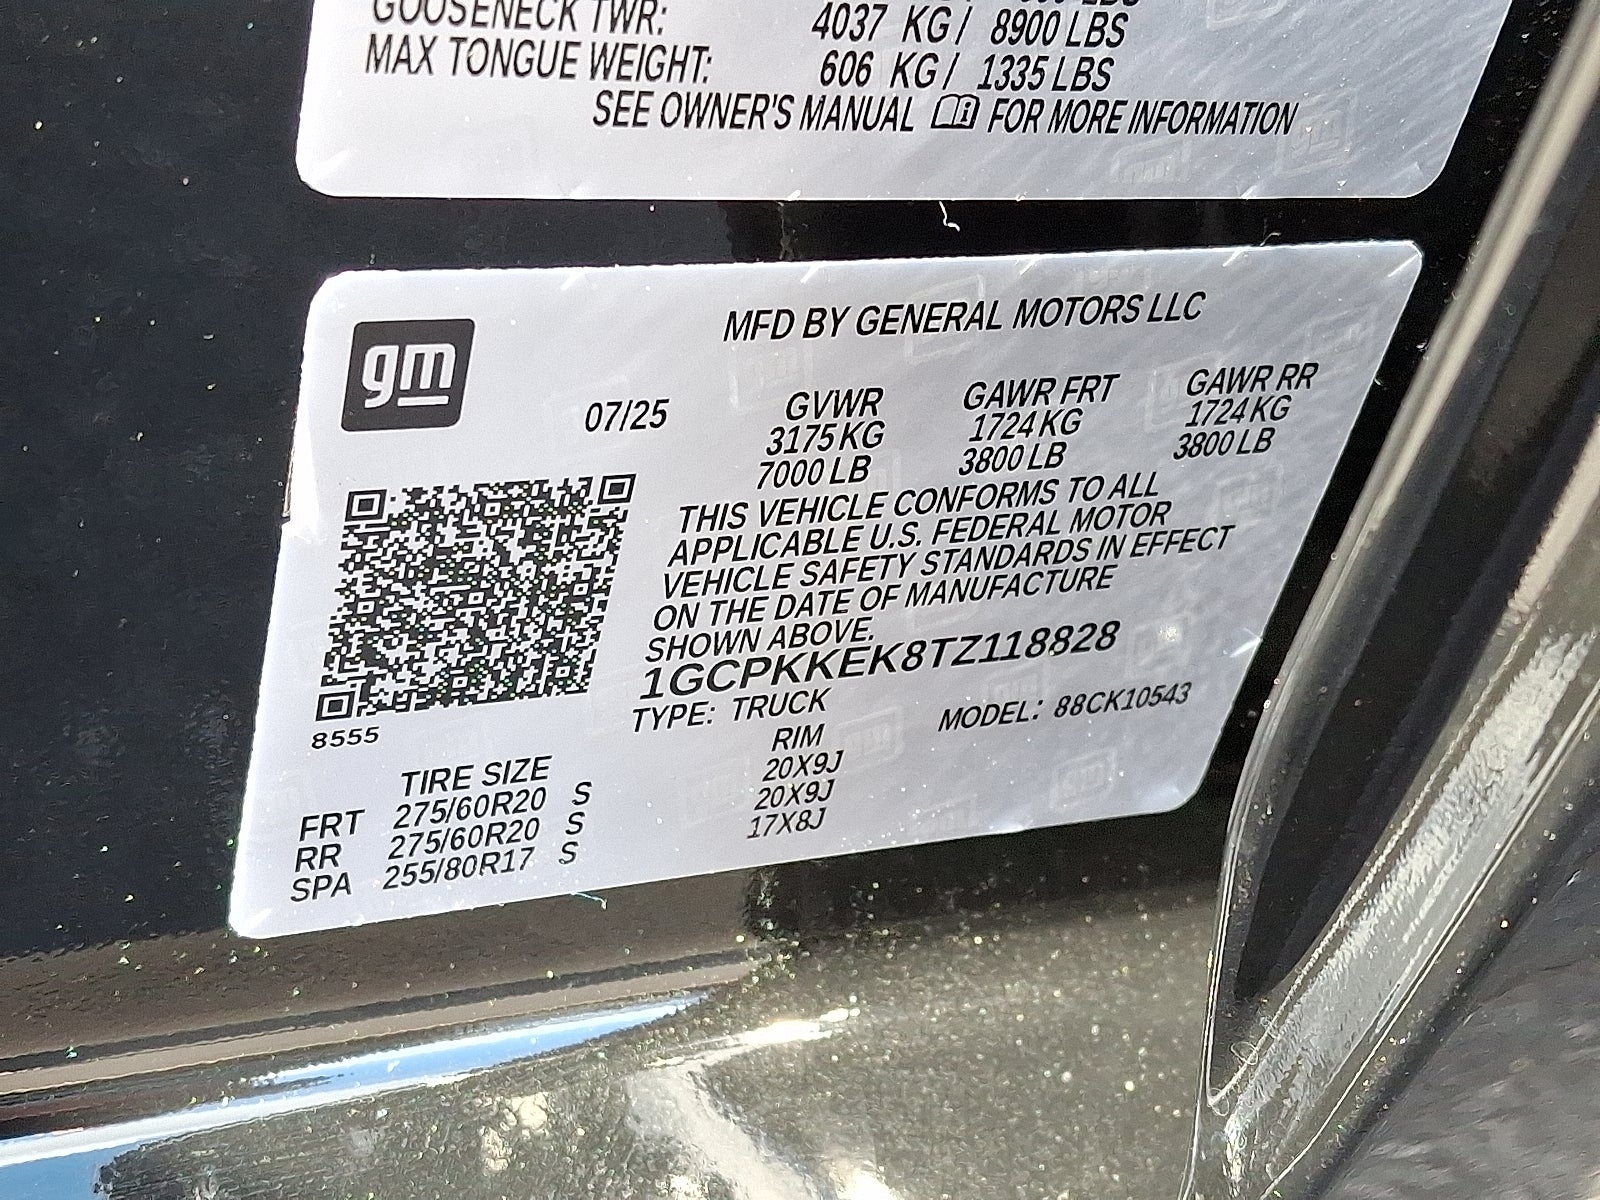 GOOSENECK TWR: 4037 KG / 8900 LBS
MAX TONGUE WEIGHT: 606 KG / 1335 LBS
SEE OWNER'S MANUAL FOR MORE INFORMATION
gm
MFD BY GENERAL MOTORS LLC
07/25 GVWR GAWR FRT GAWR RR
3175 KG 1724 KG 1724 KG
7000 LB 3800 LB 3800 LB
THIS VEHICLE CONFORMS TO ALL
APPLICABLE U.S. FEDERAL MOTOR
VEHICLE SAFETY STANDARDS IN EFFECT
ON THE DATE OF MANUFACTURE
SHOWN ABOVE.
1GCPKKEK8TZ118828
TYPE: TRUCK MODEL: 88CK10543
8555
TIRE SIZE RIM
FRT 275/60R20 S 20X9J
RR 275/60R20 S 20X9J
SPA 255/80R17 S 17X8J